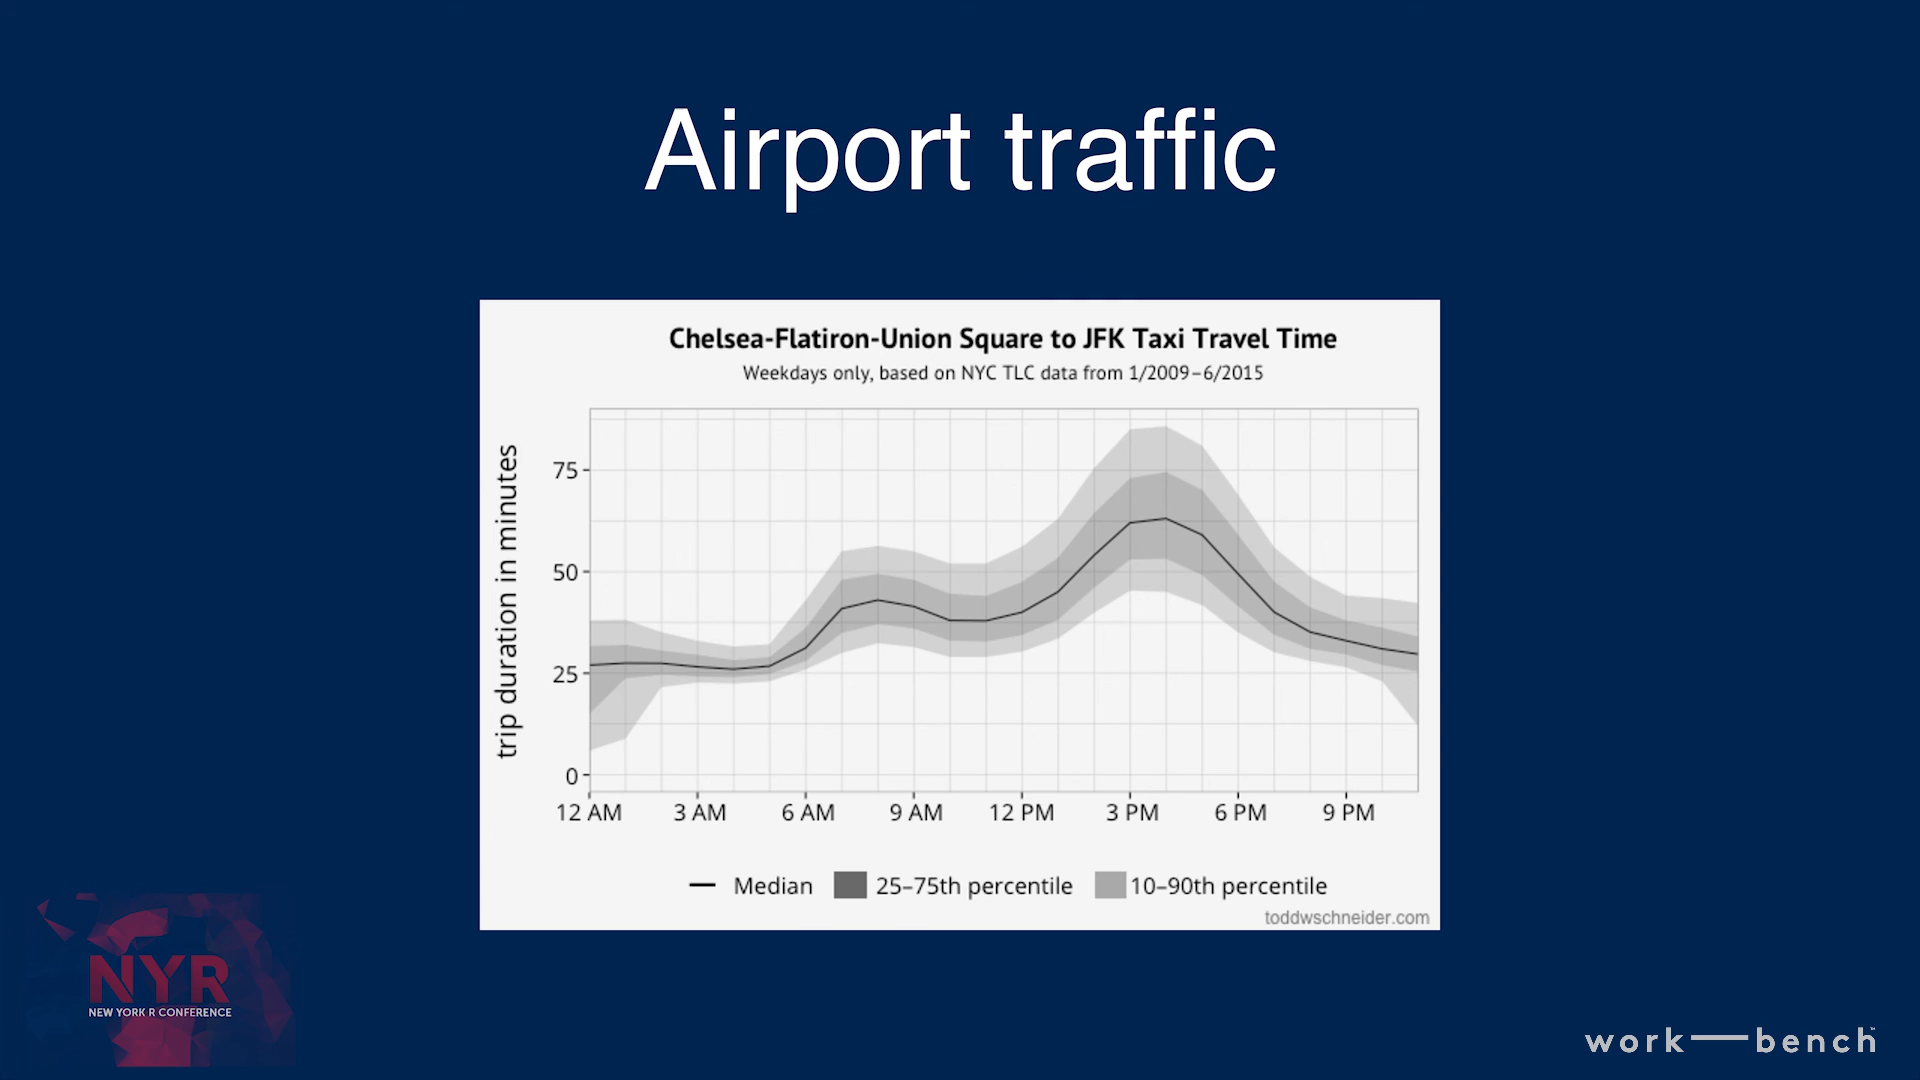 Airport traffic
Chelsea-Flatiron-Union Square to JFK Taxi Travel Time
Weekdays only, based on NYC TLC data from 1/2009–6/2015
trip duration in minutes
75
50
25
0
12 AM 3 AM 6 AM 9 AM 12 PM 3 PM 6 PM 9 PM
Median 25–75th percentile 10–90th percentile
toddwschneider.com
NYR
NEW YORK R CONFERENCE
work—bench™